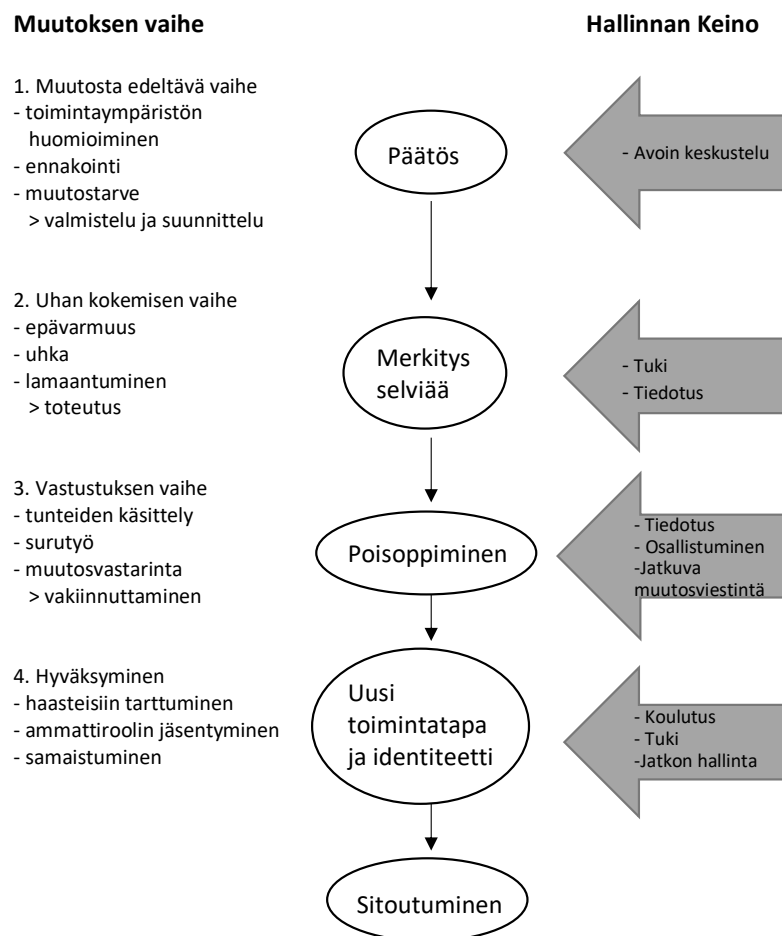 Muutoksen vaihe
Hallinnan Keino
1. Muutosta edeltävä vaihe
- toimintaympäristön
huomioiminen
- ennakointi
- muutostarve
> valmistelu ja suunnittelu
Päätös
- Avoin keskustelu
2. Uhan kokemisen vaihe
- epävarmuus
- uhka
- lamaantuminen
> toteutus
Merkitys
selviää
- Tuki
- Tiedotus
3. Vastustuksen vaihe
- tunteiden käsittely
- surutyö
- muutosvastarinta
> vakiinnuttaminen
Poisoppiminen
- Tiedotus
- Osallistuminen
-Jatkuva
muutosviestintä
4. Hyväksyminen
- haasteisiin tarttuminen
- ammattiroolin jäsentyminen
- samaistuminen
Uusi
toimintatapa
ja identiteetti
- Koulutus
- Tuki
-Jatkon hallinta
Sitoutuminen